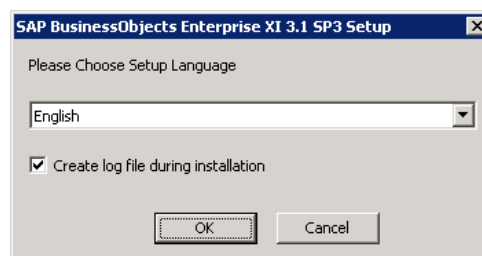 SAP BusinessObjects Enterprise XI 3.1 SP3 Setup
Please Choose Setup Language
English
Create log file during installation
OK
Cancel